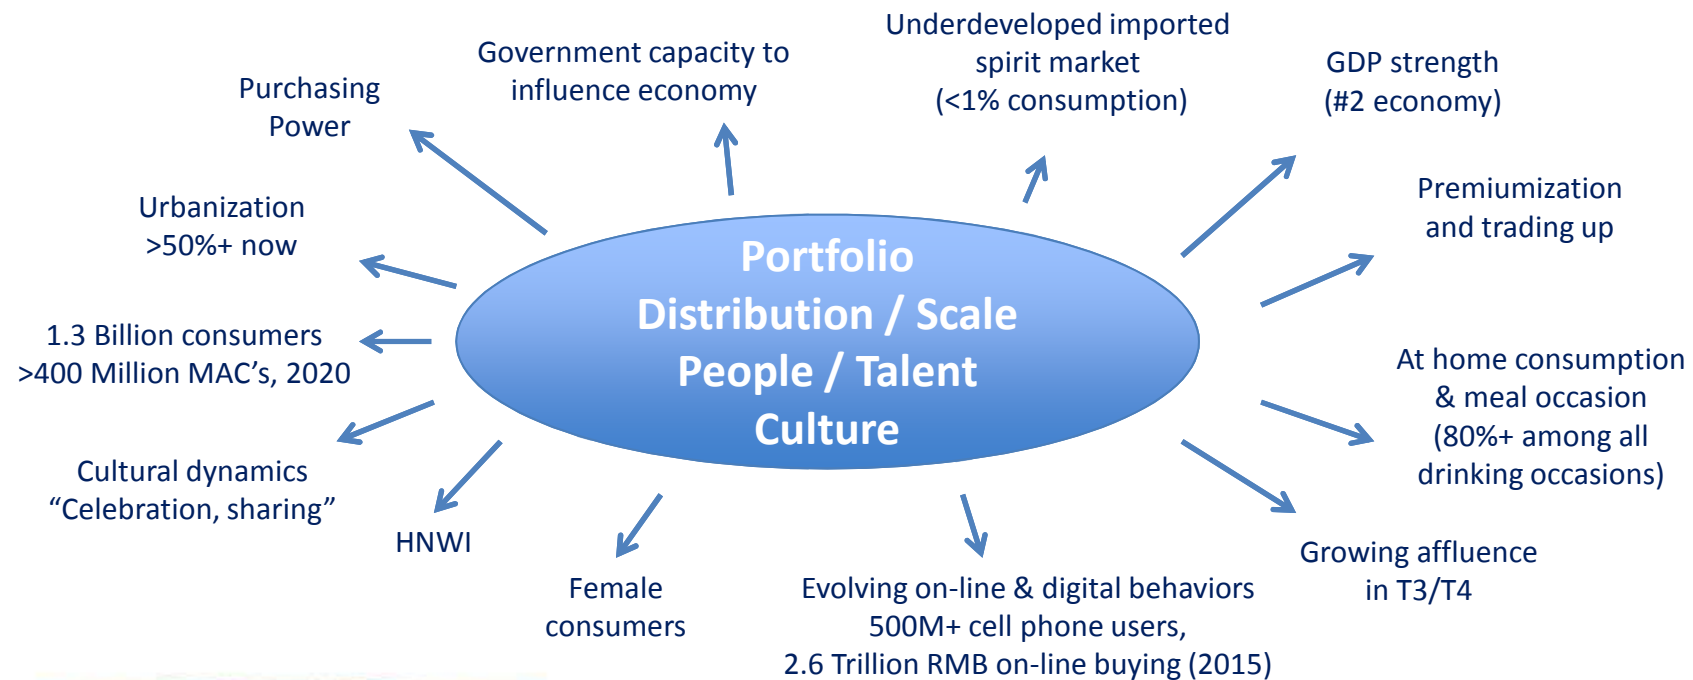 Underdeveloped imported
spirit market
(<1% consumption)
Government capacity to
influence economy
GDP strength
(#2 economy)
Purchasing
Power
Premiumization
and trading up
Urbanization
>50%+ now
Portfolio
Distribution / Scale
People / Talent
Culture
1.3 Billion consumers
>400 Million MAC's, 2020
At home consumption
& meal occasion
(80%+ among all
drinking occasions)
Cultural dynamics
“Celebration, sharing”
HNWI
Growing affluence
in T3/T4
Female
consumers
Evolving on-line & digital behaviors
500M+ cell phone users,
2.6 Trillion RMB on-line buying (2015)